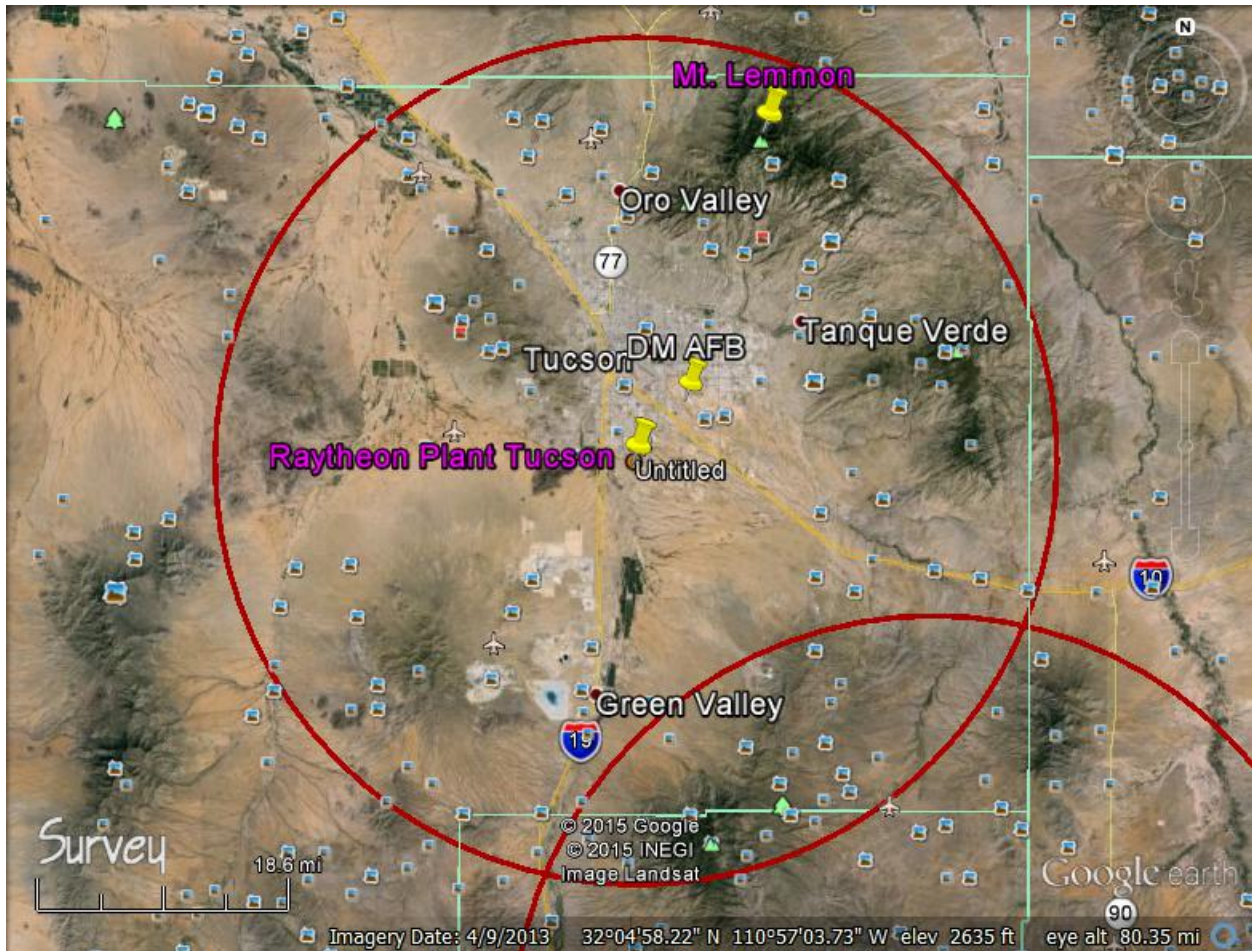 N
Mt. Lemmon
Oro Valley
77
Tanque Verde
DM AFB
Tucson
Raytheon Plant Tucson
Untitled
10
Green Valley
19
© 2015 Google
© 2015 INEGI
Image Landsat
Survey
18.6 mi
Google earth
90
Imagery Date: 4/9/2013 32°04'58.22" N 110°57'03.73" W elev 2635 ft eye alt 80.35 mi